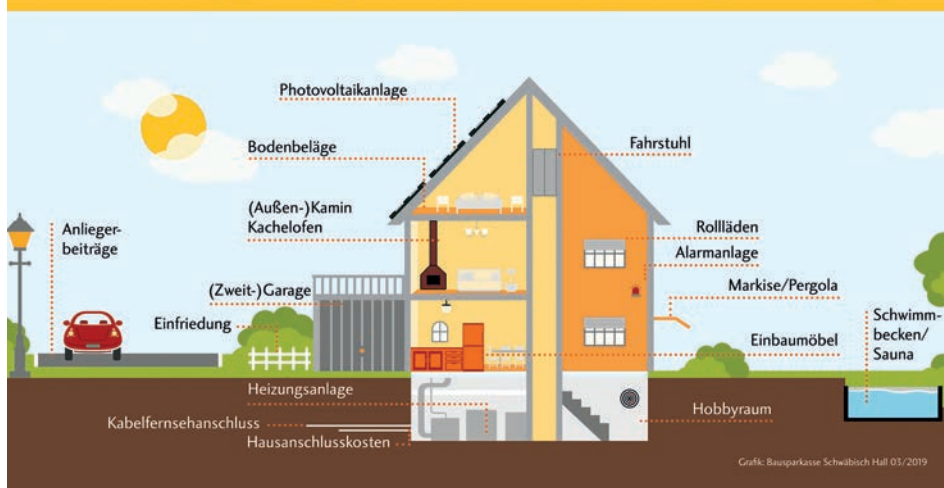 Photovoltaikanlage
Bodenbeläge
Fahrstuhl
(Außen-)Kamin
Kachelofen
Anlieger-
beiträge
Rollläden
Alarmanlage
(Zweit-)Garage
Markise/Pergola
Einfriedung
Schwimm-
becken/
Sauna
Einbaumöbel
Heizungsanlage
Hobbyraum
Kabelfernsehanschluss
Hausanschlusskosten
Grafik: Bausparkasse Schwäbisch Hall 03/2019